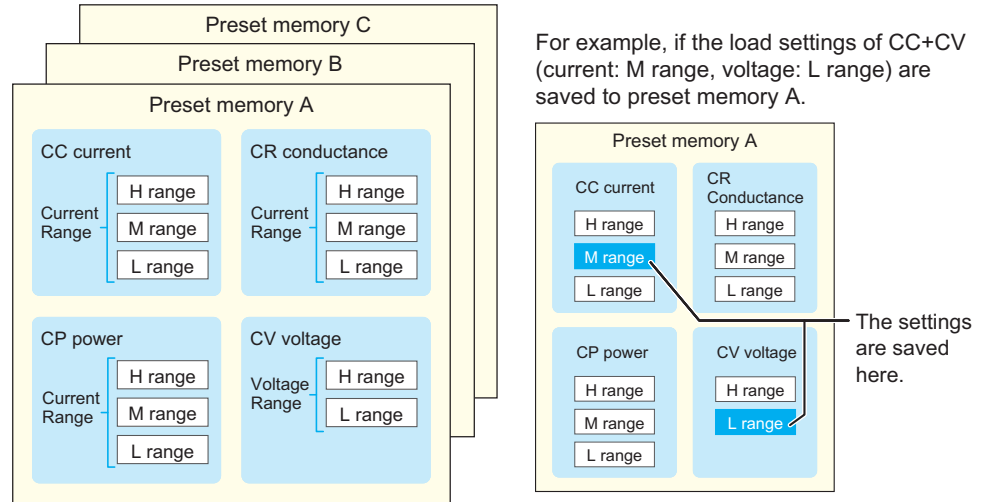 Preset memory C
Preset memory B
Preset memory A
CC current
Current
Range
H range
M range
L range
CR conductance
Current
Range
H range
M range
L range
CP power
Current
Range
H range
M range
L range
CV voltage
Voltage
Range
H range
L range
For example, if the load settings of CC+CV
(current: M range, voltage: L range) are
saved to preset memory A.
Preset memory A
CC current
H range
M range
L range
CR
Conductance
H range
M range
L range
CP power
H range
M range
L range
CV voltage
H range
L range
The settings
are saved
here.